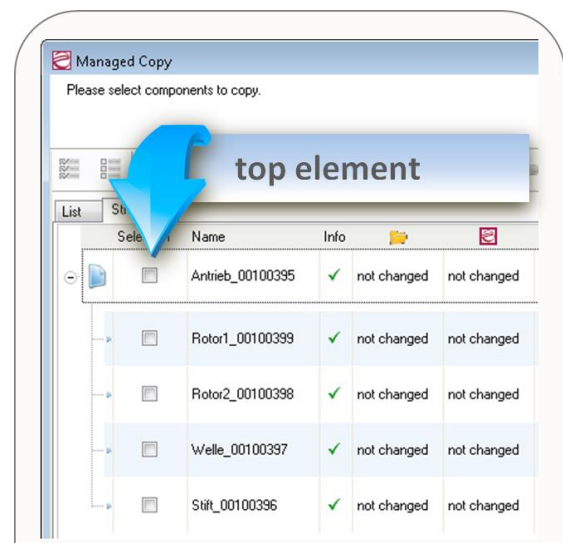 Managed Copy
Please select components to copy.
top element
List
Name Info
Antrieb_00100395 not changed not changed
Rotor1_00100399 not changed not changed
Rotor2_00100398 not changed not changed
Welle_00100397 not changed not changed
Stift_00100396 not changed not changed